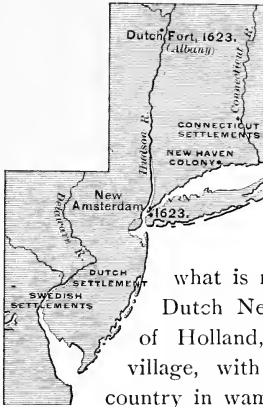 Dutch Fort, 1623.
(Albany)
Connecticut R.
Hudson R.
CONNECTICUT
SETTLEMENTS
NEW HAVEN
COLONY
Delaware R.
New
Amsterdam
1623.
DUTCH
SETTLEMENT
SWEDISH
SETTLEMENTS
what is
Dutch Ne
of Holland,
village, with
country in wam